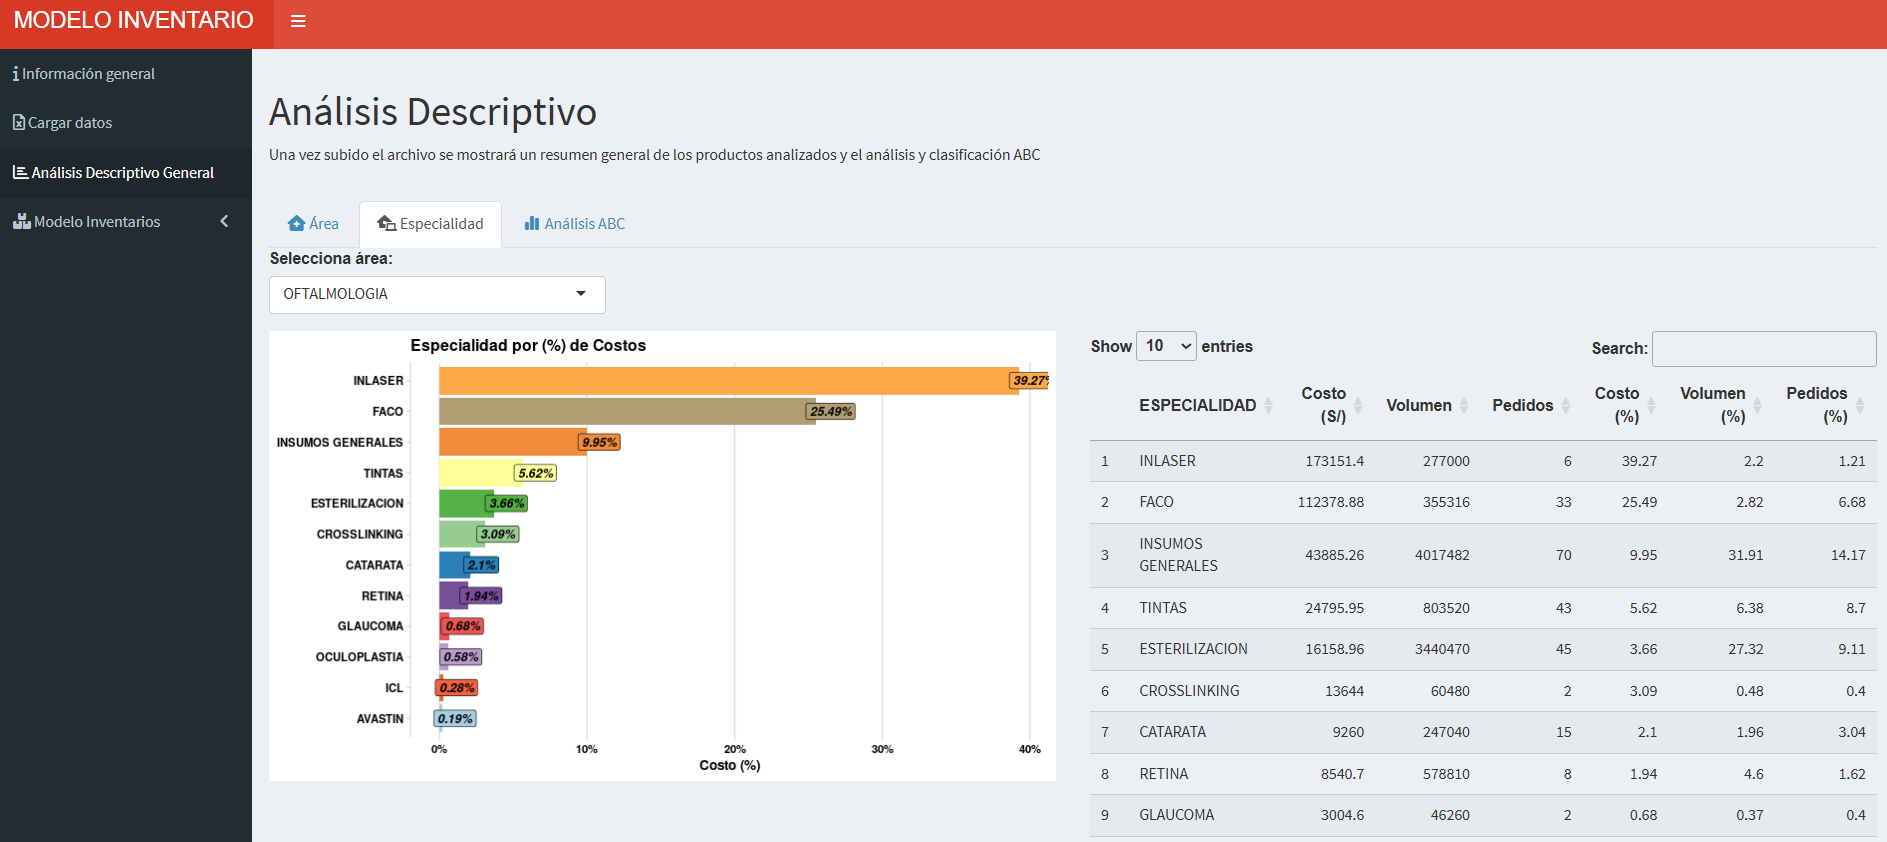 MODELO INVENTARIO
Información general
Cargar datos
Análisis Descriptivo General
Modelo Inventarios
Análisis Descriptivo
Una vez subido el archivo se mostrará un resumen general de los productos analizados y el análisis y clasificación ABC
Área Especialidad Análisis ABC
Selecciona área:
OFTALMOLOGIA
Especialidad por (%) de Costos
INLASER 39.27%
FACO 25.49%
INSUMOS GENERALES 9.95%
TINTAS 5.62%
ESTERILIZACION 3.66%
CROSSLINKING 3.09%
CATARATA 2.1%
RETINA 1.94%
GLAUCOMA 0.68%
OCULOPLASTIA 0.58%
ICL 0.28%
AVASTIN 0.19%
0% 10% 20% 30% 40%
Costo (%)
Show 10 entries Search:
ESPECIALIDAD Costo (S/) Volumen Pedidos Costo (%) Volumen (%) Pedidos (%)
1 INLASER 173151.4 277000 6 39.27 2.2 1.21
2 FACO 112378.88 355316 33 25.49 2.82 6.68
3 INSUMOS GENERALES 43885.26 4017482 70 9.95 31.91 14.17
4 TINTAS 24795.95 803520 43 5.62 6.38 8.7
5 ESTERILIZACION 16158.96 3440470 45 3.66 27.32 9.11
6 CROSSLINKING 13644 60480 2 3.09 0.48 0.4
7 CATARATA 9260 247040 15 2.1 1.96 3.04
8 RETINA 8540.7 578810 8 1.94 4.6 1.62
9 GLAUCOMA 3004.6 46260 2 0.68 0.37 0.4